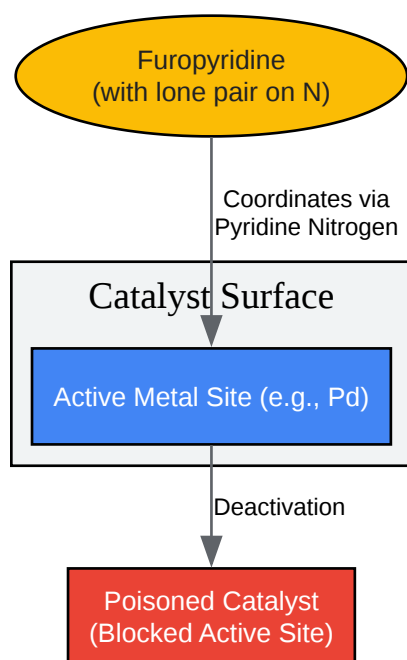 Furopyridine
(with lone pair on N)
Coordinates via
Pyridine Nitrogen
Catalyst Surface
Active Metal Site (e.g., Pd)
Deactivation
Poisoned Catalyst
(Blocked Active Site)